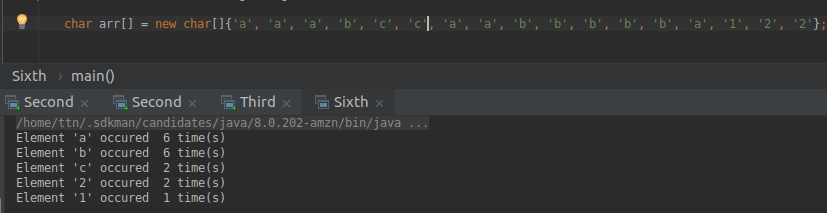 char arr[] = new char[]{'a', 'a', 'a', 'b', 'c', 'c', 'a', 'a', 'b', 'b', 'b', 'b', 'b', 'a', '1', '2', '2'};
Sixth › main()
Second × Second × Third × Sixth ×
/home/ttn/.sdkman/candidates/java/8.0.202-amzn/bin/java ...
Element 'a' occured  6 time(s)
Element 'b' occured  6 time(s)
Element 'c' occured  2 time(s)
Element '2' occured  2 time(s)
Element '1' occured  1 time(s)